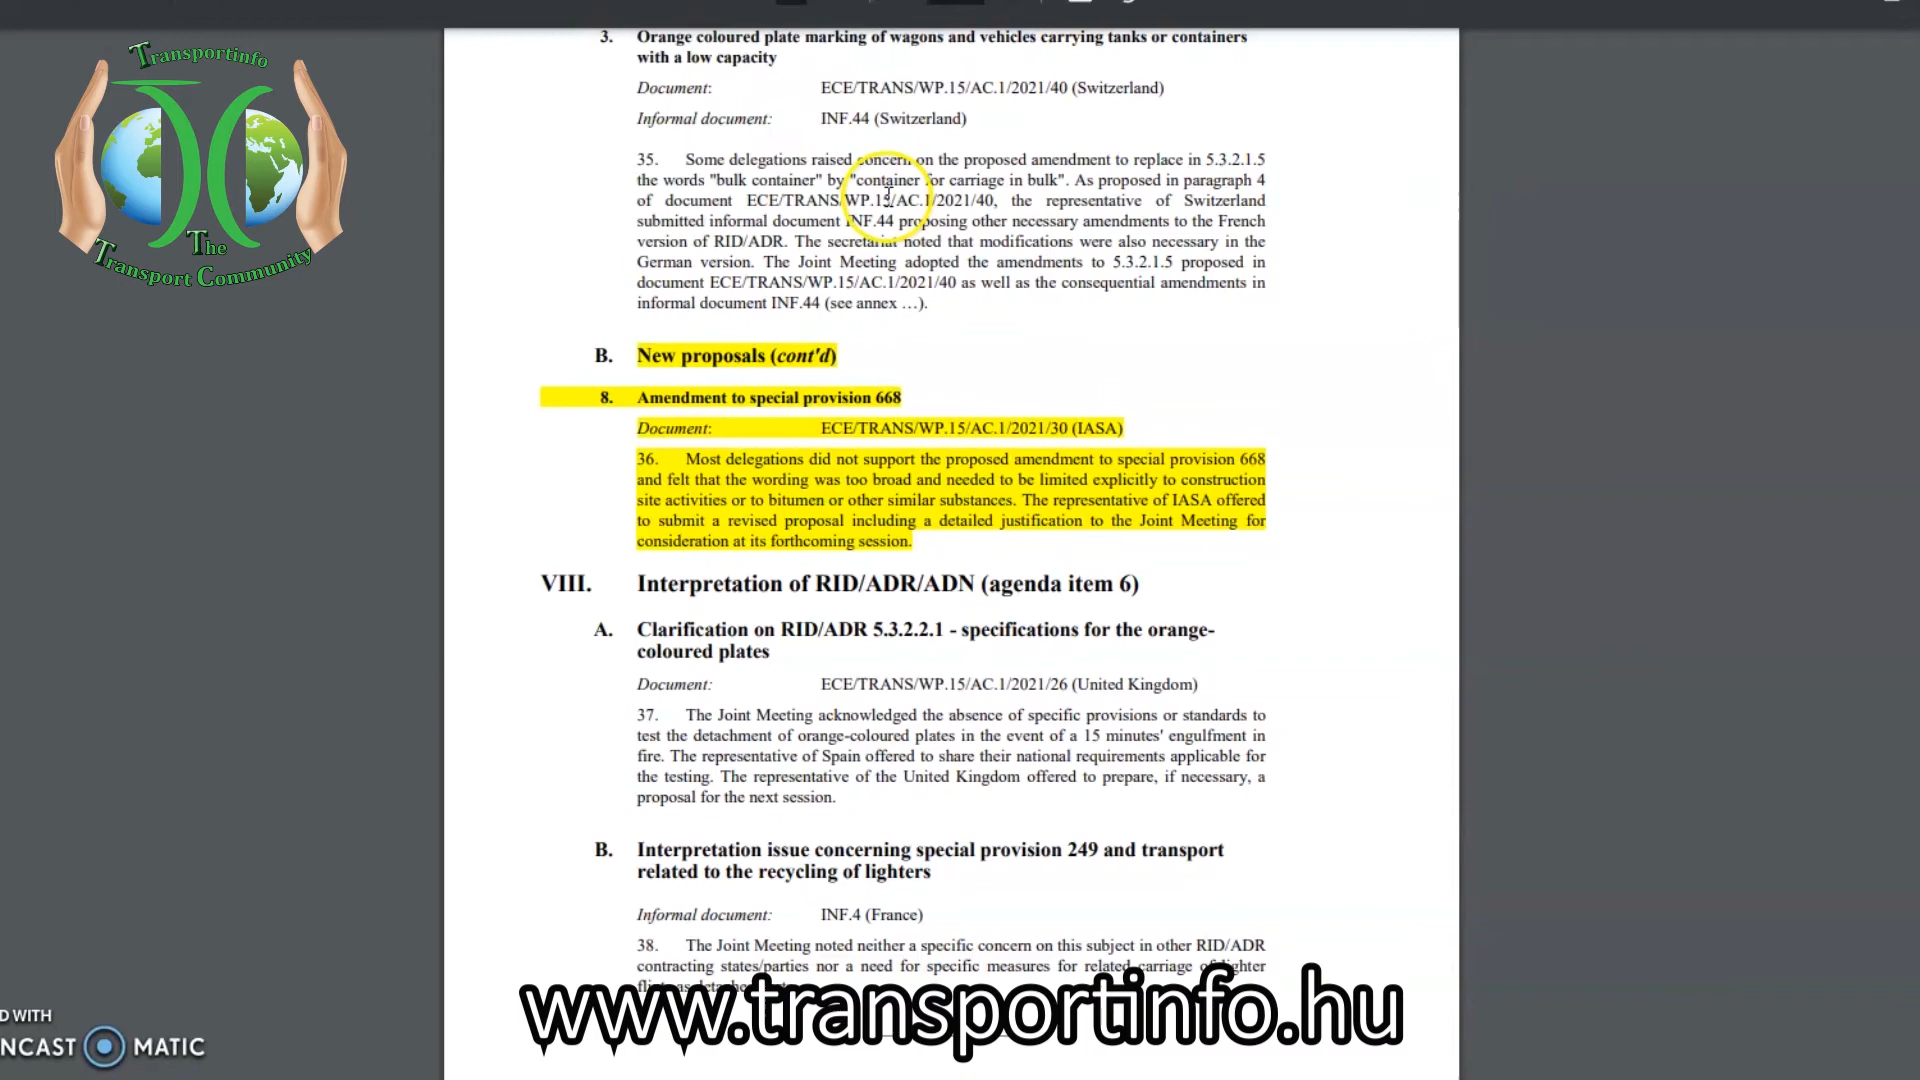 Transportinfo
The
Transport Community
3. Orange coloured plate marking of wagons and vehicles carrying tanks or containers
with a low capacity
Document: ECE/TRANS/WP.15/AC.1/2021/40 (Switzerland)
Informal document: INF.44 (Switzerland)
35. Some delegations raised concern on the proposed amendment to replace in 5.3.2.1.5
the words "bulk container" by "container for carriage in bulk". As proposed in paragraph 4
of document ECE/TRANS/WP.15/AC.1/2021/40, the representative of Switzerland
submitted informal document INF.44 proposing other necessary amendments to the French
version of RID/ADR. The secretariat noted that modifications were also necessary in the
German version. The Joint Meeting adopted the amendments to 5.3.2.1.5 proposed in
document ECE/TRANS/WP.15/AC.1/2021/40 as well as the consequential amendments in
informal document INF.44 (see annex …).
B. New proposals (cont'd)
8. Amendment to special provision 668
Document: ECE/TRANS/WP.15/AC.1/2021/30 (IASA)
36. Most delegations did not support the proposed amendment to special provision 668
and felt that the wording was too broad and needed to be limited explicitly to construction
site activities or to bitumen or other similar substances. The representative of IASA offered
to submit a revised proposal including a detailed justification to the Joint Meeting for
consideration at its forthcoming session.
VIII. Interpretation of RID/ADR/ADN (agenda item 6)
A. Clarification on RID/ADR 5.3.2.2.1 - specifications for the orange-
coloured plates
Document: ECE/TRANS/WP.15/AC.1/2021/26 (United Kingdom)
37. The Joint Meeting acknowledged the absence of specific provisions or standards to
test the detachment of orange-coloured plates in the event of a 15 minutes' engulfment in
fire. The representative of Spain offered to share their national requirements applicable for
the testing. The representative of the United Kingdom offered to prepare, if necessary, a
proposal for the next session.
B. Interpretation issue concerning special provision 249 and transport
related to the recycling of lighters
Informal document: INF.4 (France)
38. The Joint Meeting noted neither a specific concern on this subject in other RID/ADR
contracting states/parties nor a need for specific measures for related carriage of lighter
www.transportinfo.hu
D WITH
NCAST MATIC